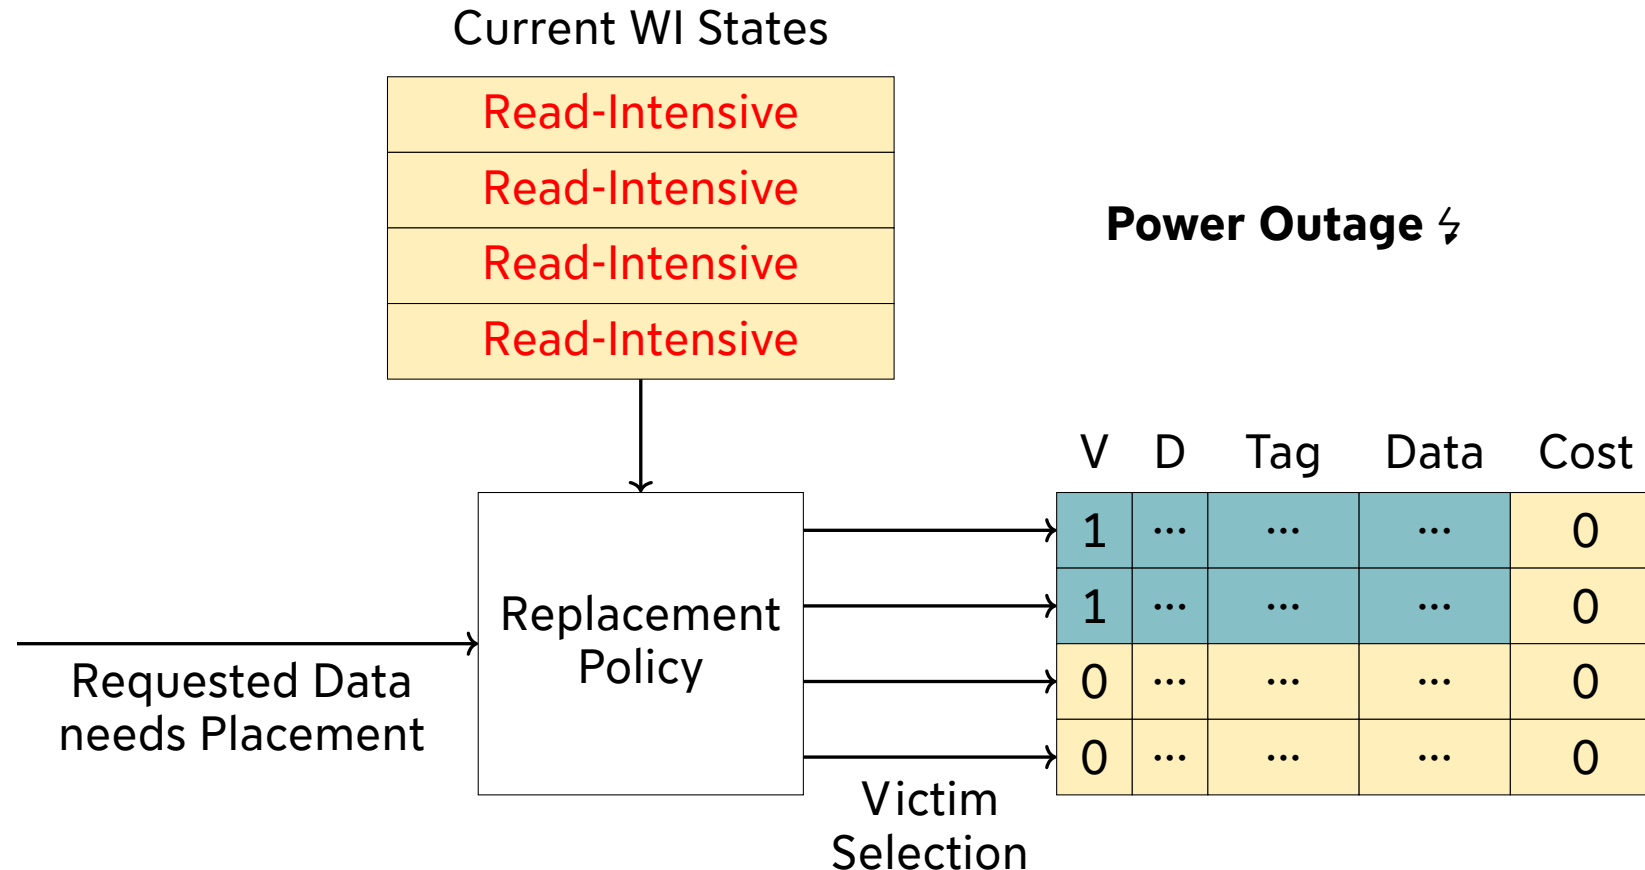 Current WI States
Read-Intensive
Read-Intensive
Read-Intensive
Read-Intensive
Power Outage
V D Tag Data Cost
1 ... ... ... 0
1 ... ... ... 0
0 ... ... ... 0
0 ... ... ... 0
Replacement
Policy
Requested Data
needs Placement
Victim
Selection